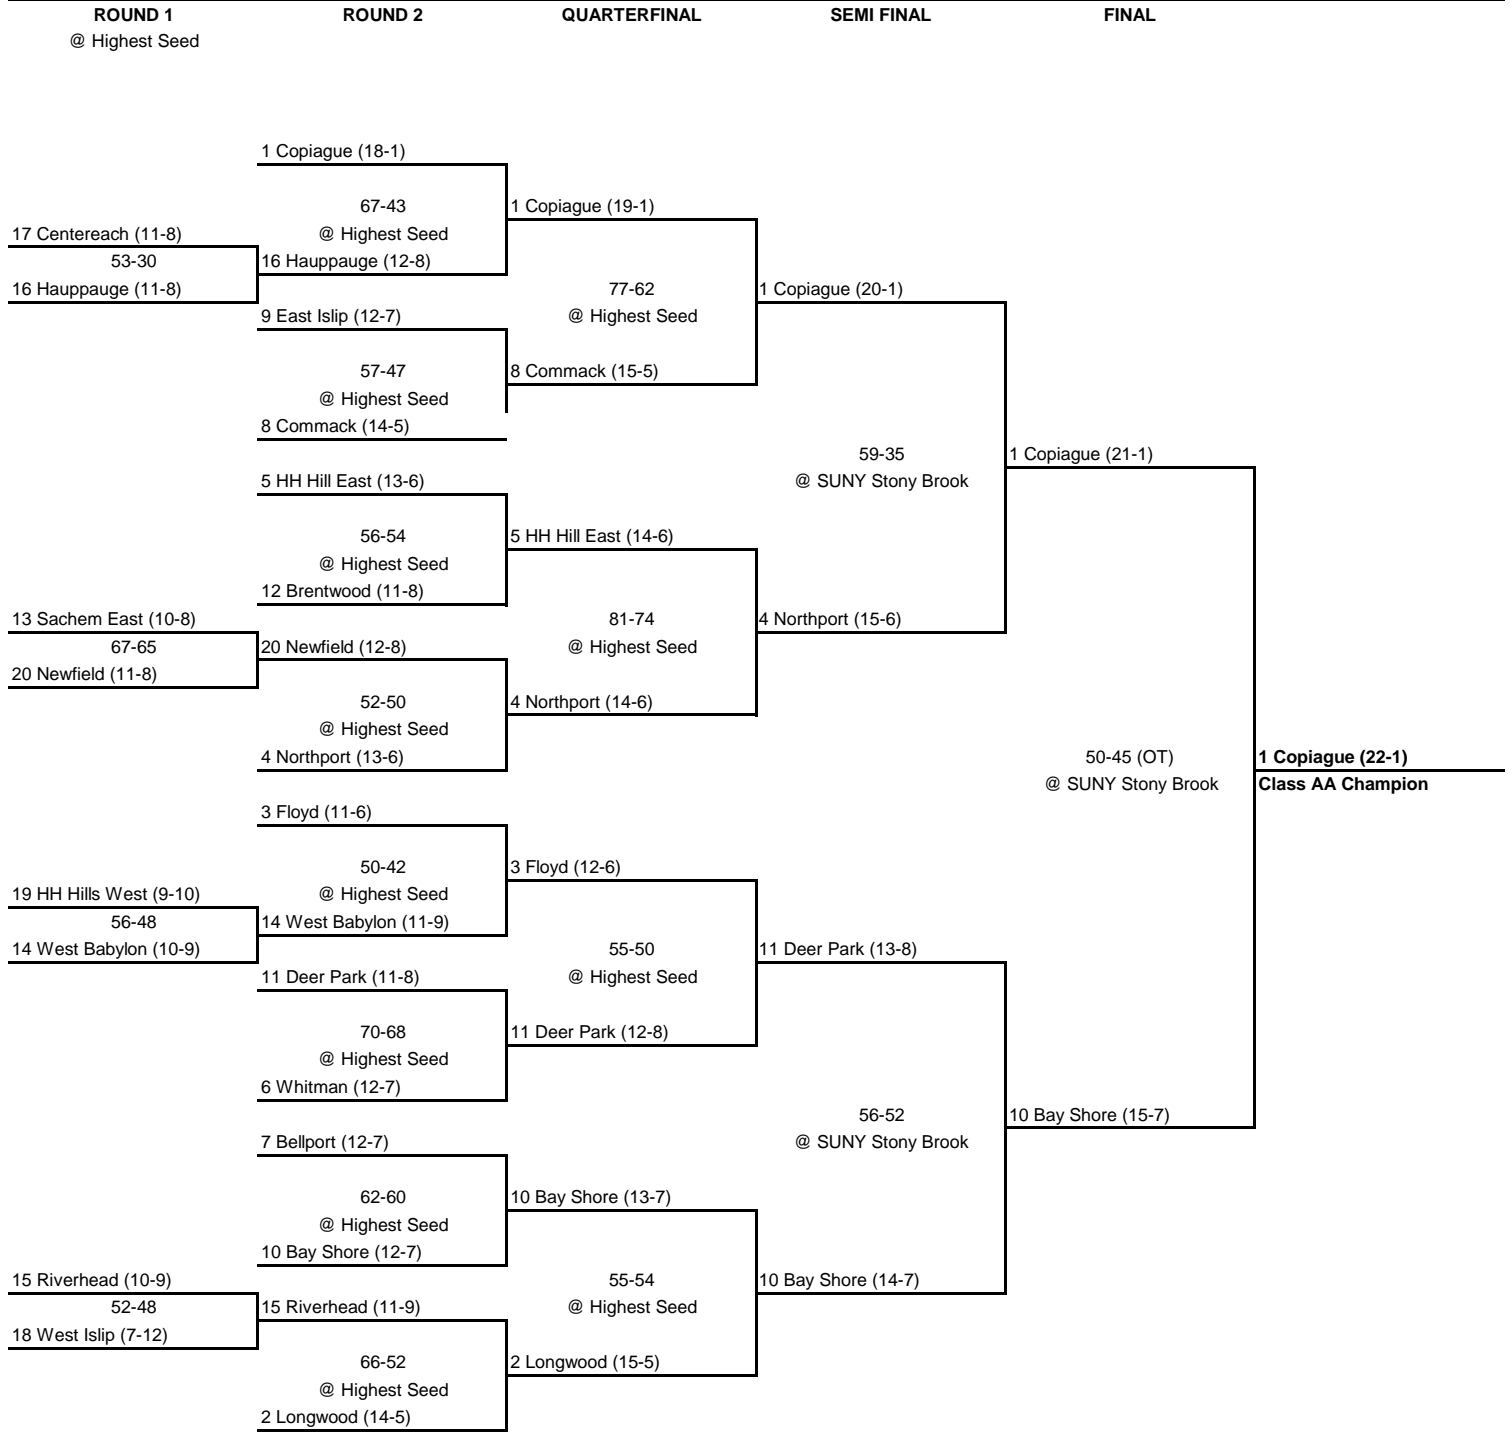 ROUND 1 ROUND 2 QUARTERFINAL SEMI FINAL FINAL
@ Highest Seed
1 Copiague (18-1)
67-43 1 Copiague (19-1)
17 Centereach (11-8) @ Highest Seed
53-30 16 Hauppauge (12-8)
16 Hauppauge (11-8) 77-62 1 Copiague (20-1)
9 East Islip (12-7) @ Highest Seed
57-47 8 Commack (15-5)
@ Highest Seed
8 Commack (14-5)
59-35 1 Copiague (21-1)
5 HH Hill East (13-6) @ SUNY Stony Brook
56-54 5 HH Hill East (14-6)
@ Highest Seed
12 Brentwood (11-8)
13 Sachem East (10-8) 81-74 4 Northport (15-6)
67-65 20 Newfield (12-8) @ Highest Seed
20 Newfield (11-8)
52-50 4 Northport (14-6)
@ Highest Seed
4 Northport (13-6) 50-45 (OT) 1 Copiague (22-1)
@ SUNY Stony Brook Class AA Champion
3 Floyd (11-6)
50-42 3 Floyd (12-6)
19 HH Hills West (9-10) @ Highest Seed
56-48 14 West Babylon (11-9)
14 West Babylon (10-9) 55-50 11 Deer Park (13-8)
11 Deer Park (11-8) @ Highest Seed
70-68 11 Deer Park (12-8)
@ Highest Seed
6 Whitman (12-7)
56-52 10 Bay Shore (15-7)
7 Bellport (12-7) @ SUNY Stony Brook
62-60 10 Bay Shore (13-7)
@ Highest Seed
10 Bay Shore (12-7)
15 Riverhead (10-9) 55-54 10 Bay Shore (14-7)
52-48 15 Riverhead (11-9) @ Highest Seed
18 West Islip (7-12)
66-52 2 Longwood (15-5)
@ Highest Seed
2 Longwood (14-5)